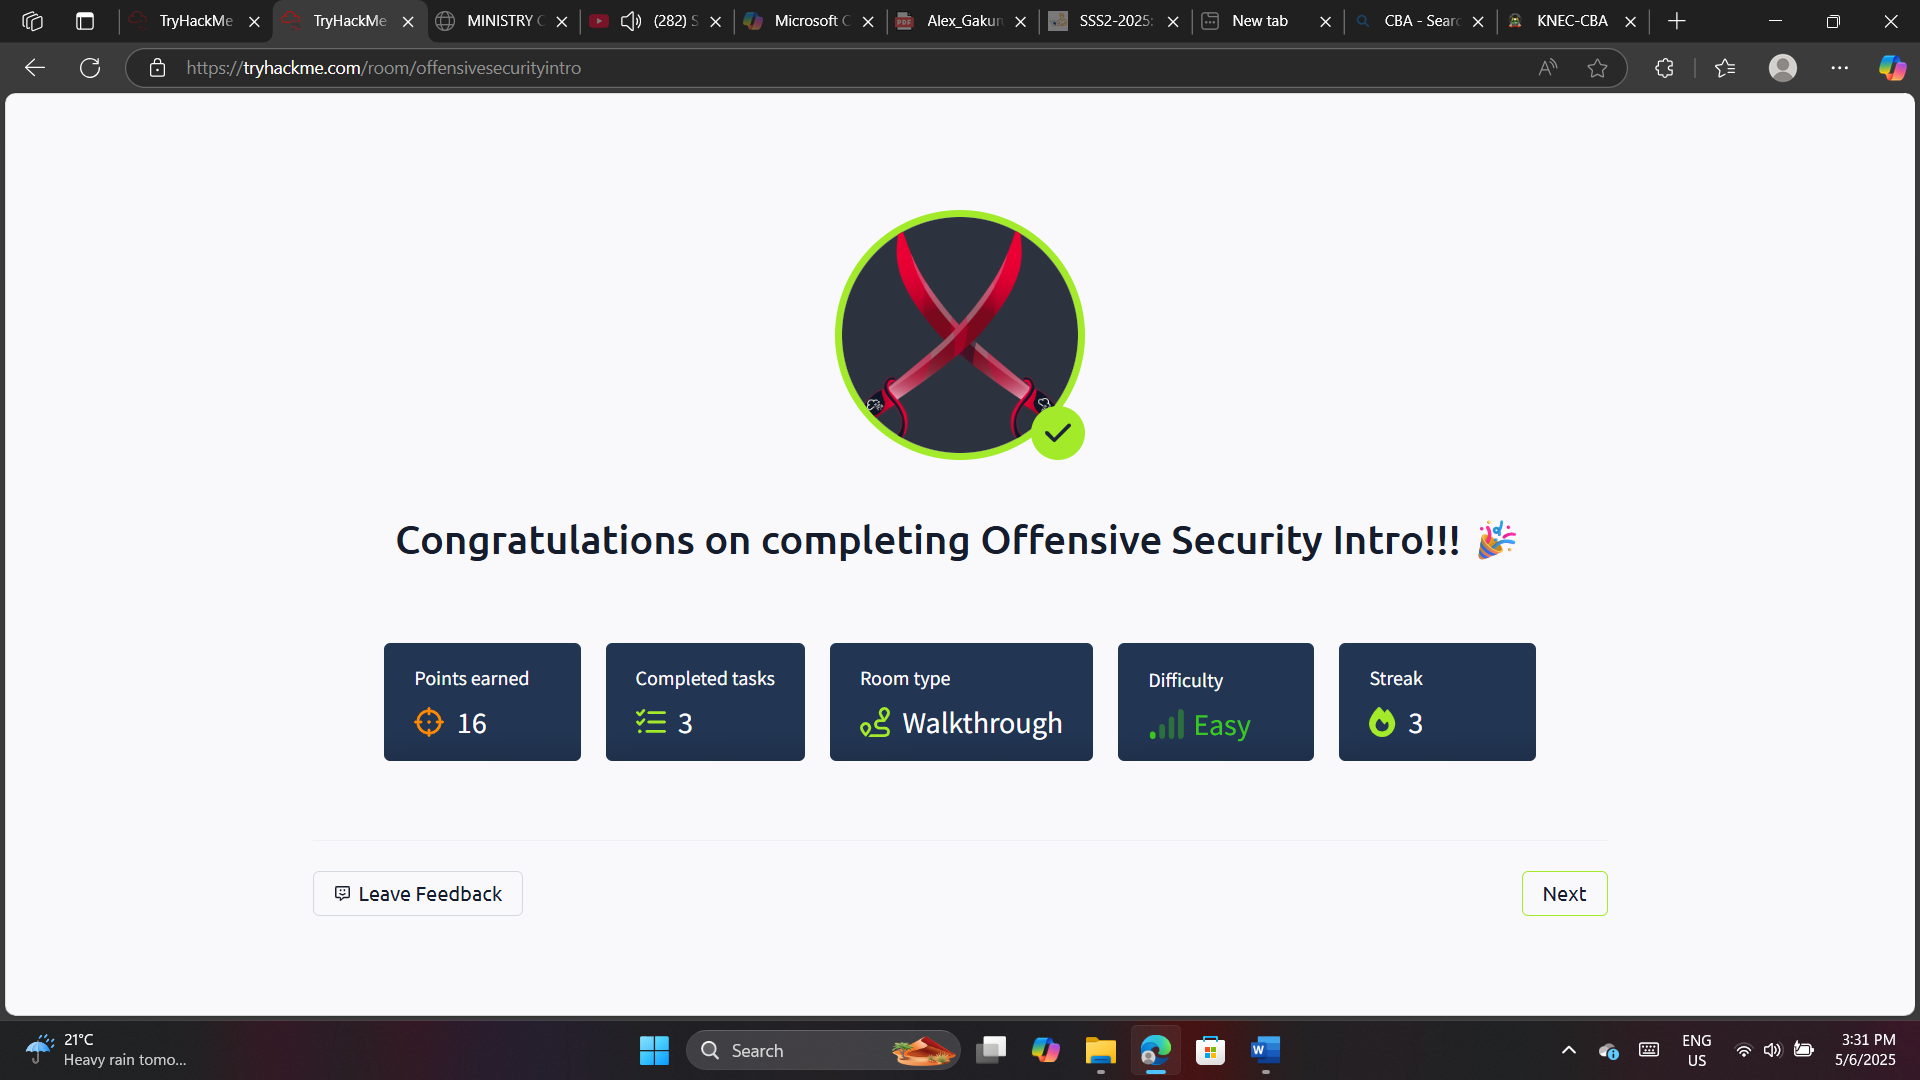 TryHackMe
TryHackMe
MINISTRY
(282)
Microsoft
Alex_Gakur
SSS2-2025:
New tab
CBA - Sear
KNEC-CBA
https://tryhackme.com/room/offensivesecurityintro
Congratulations on completing Offensive Security Intro!!! 🎉
Points earned
16
Completed tasks
3
Room type
Walkthrough
Difficulty
Easy
Streak
3
Leave Feedback
Next
21°C
Heavy rain tomo...
Search
ENG
US
3:31 PM
5/6/2025